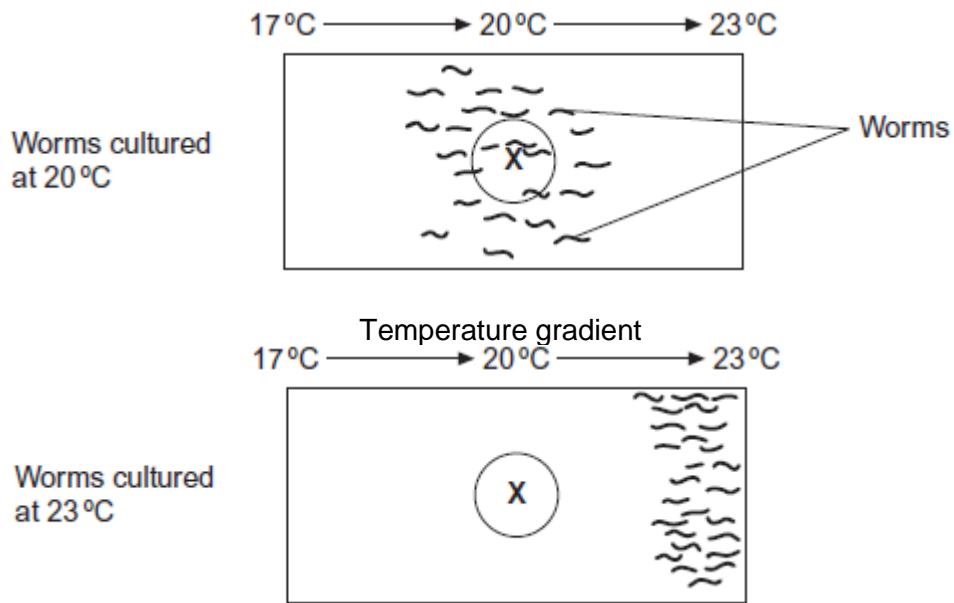 17 ºC 20 ºC 23 ºC
Worms cultured
at 20 ºC
X
Worms
Temperature gradient
17 ºC 20 ºC 23 ºC
Worms cultured
at 23 ºC
X